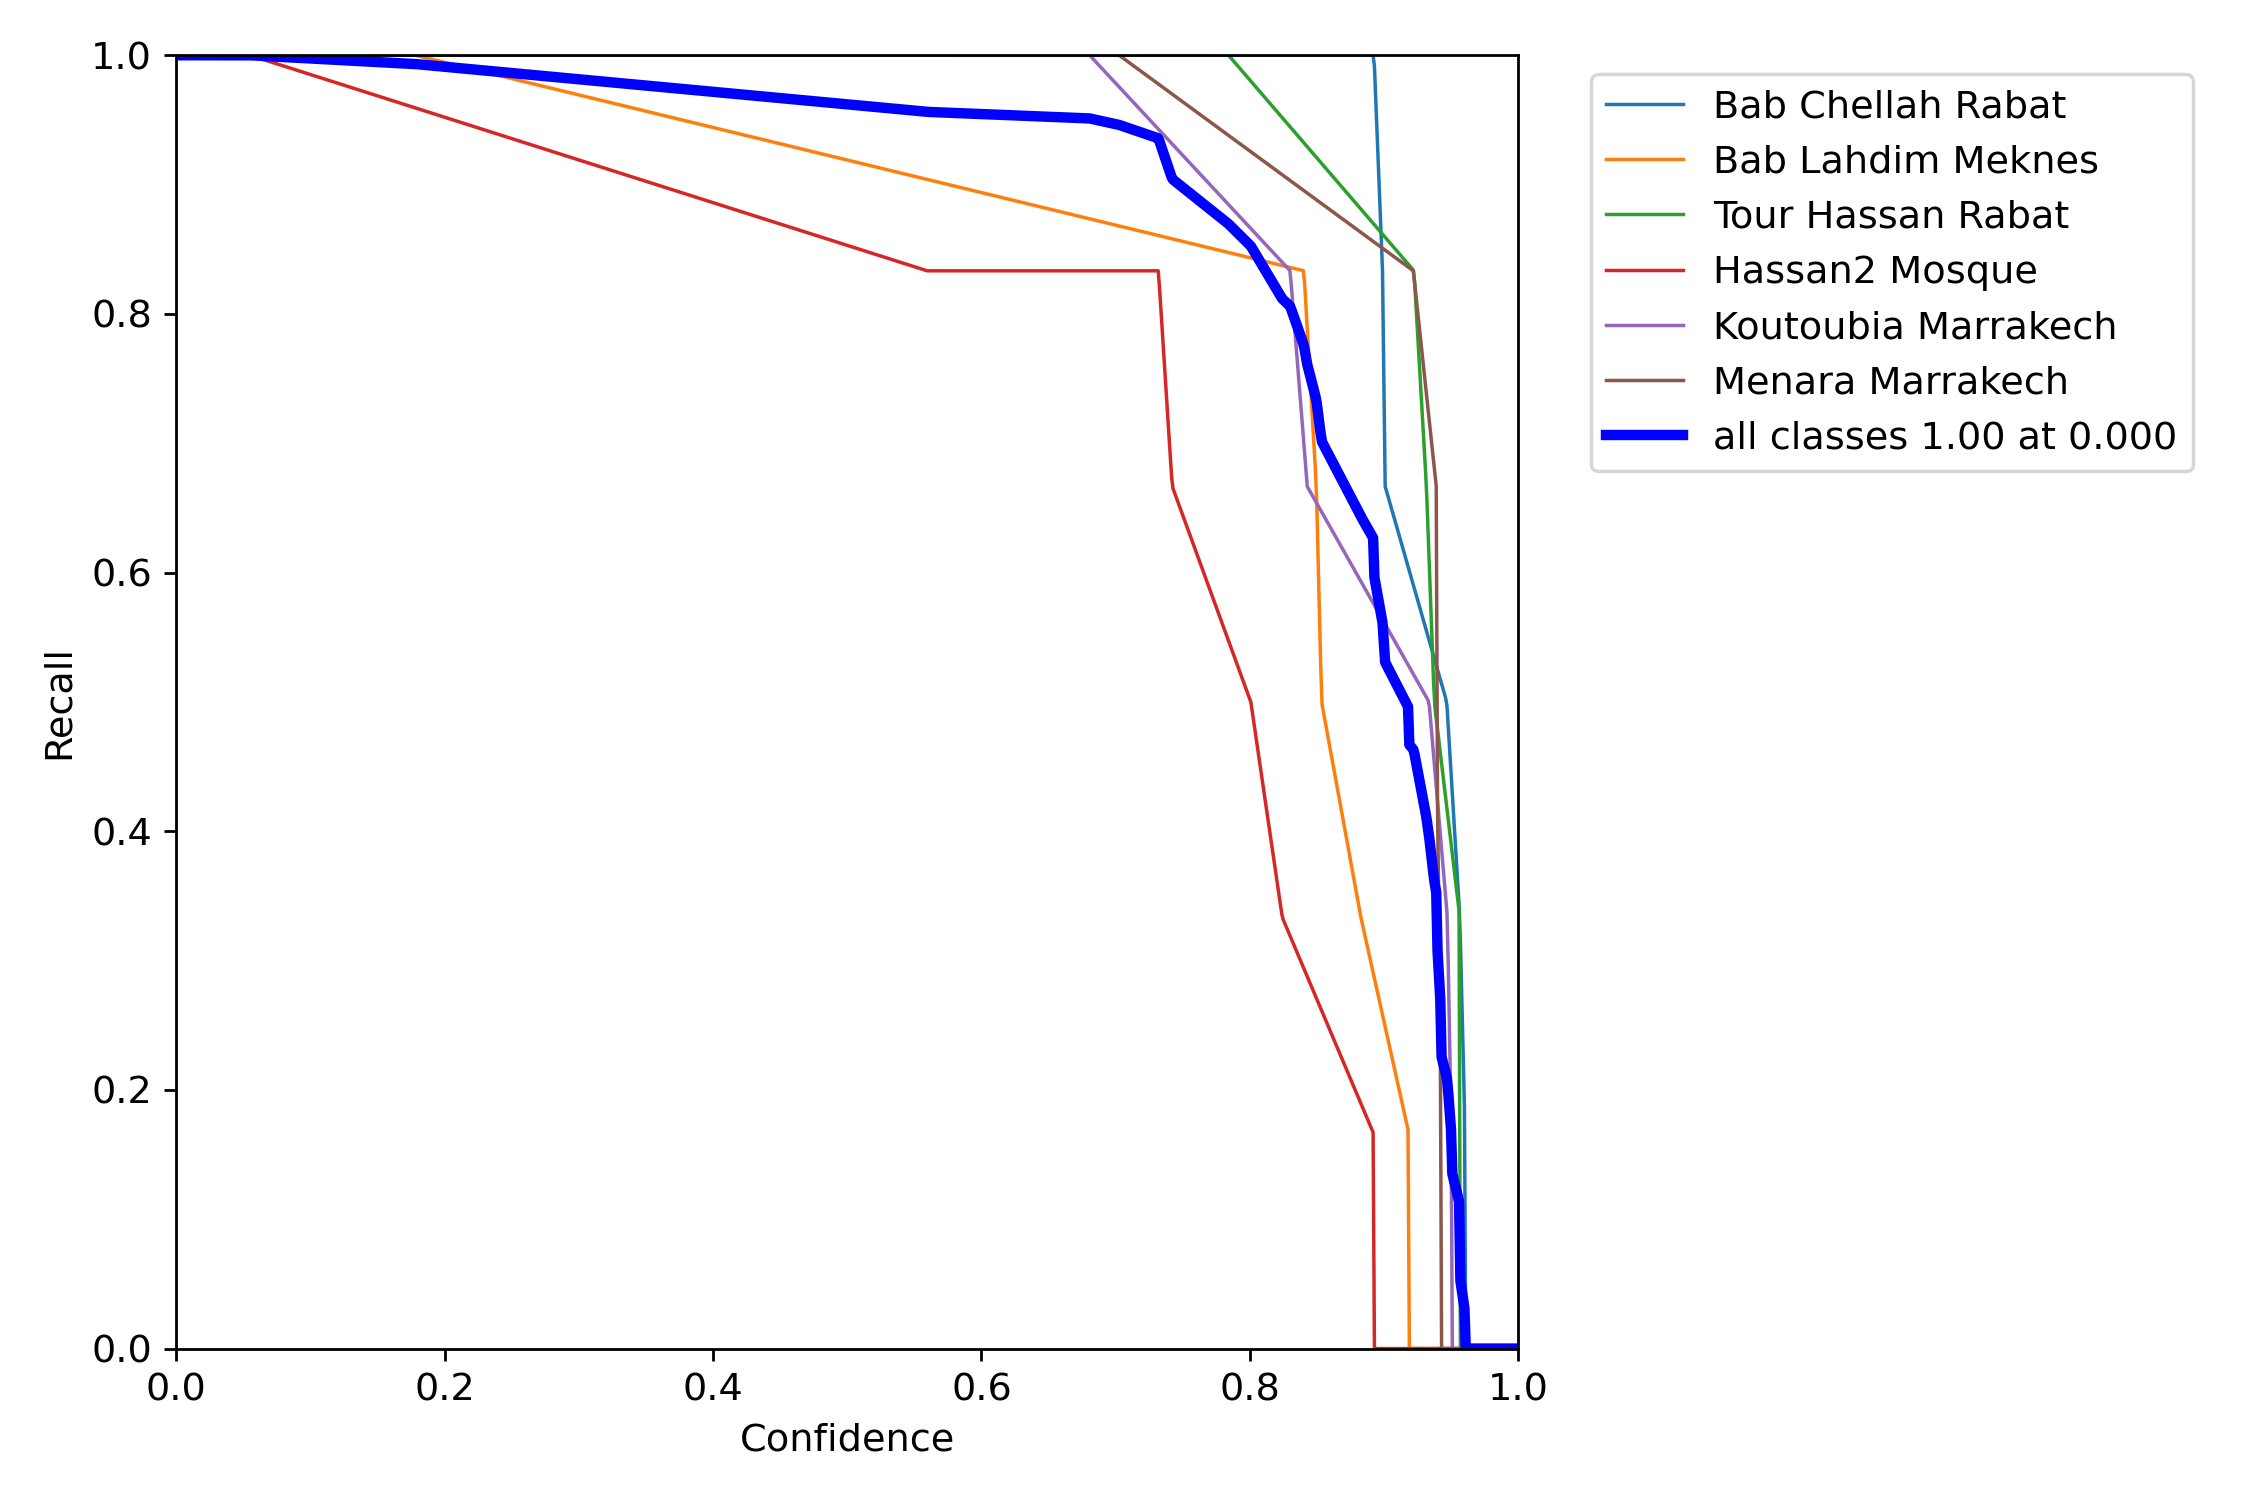 1.0
0.8
0.6
0.4
0.2
0.0
Recall
0.0 0.2 0.4 0.6 0.8 1.0
Confidence
Bab Chellah Rabat
Bab Lahdim Meknes
Tour Hassan Rabat
Hassan2 Mosque
Koutoubia Marrakech
Menara Marrakech
all classes 1.00 at 0.000